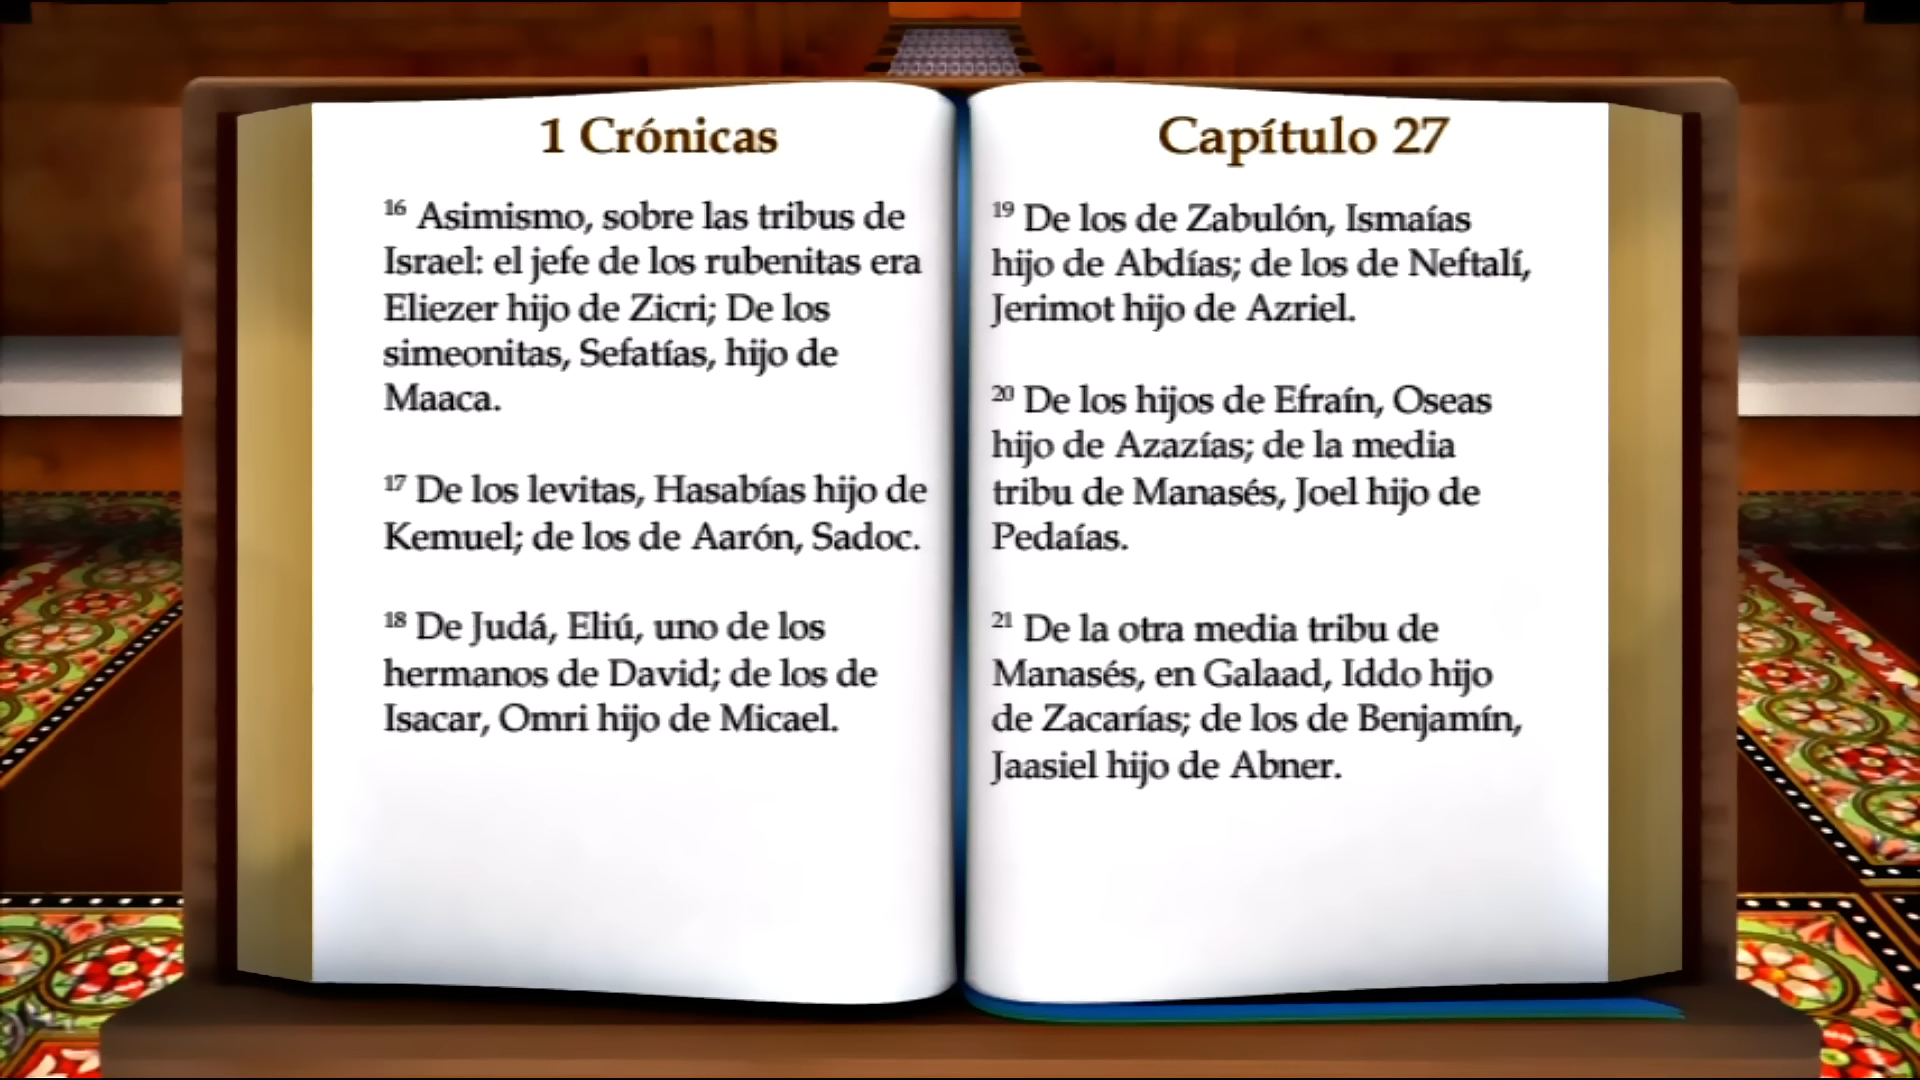 1 Crónicas
16 Asimismo, sobre las tribus de
Israel: el jefe de los rubenitas era
Eliezer hijo de Zicri; De los
simeonitas, Sefatías, hijo de
Maaca.
17 De los levitas, Hasabías hijo de
Kemuel; de los de Aarón, Sadoc.
18 De Judá, Eliú, uno de los
hermanos de David; de los de
Isacar, Omri hijo de Micael.
Capítulo 27
19 De los de Zabulón, Ismaías
hijo de Abdías; de los de Neftalí,
Jerimot hijo de Azriel.
20 De los hijos de Efraín, Oseas
hijo de Azazías; de la media
tribu de Manasés, Joel hijo de
Pedaías.
21 De la otra media tribu de
Manasés, en Galaad, Iddo hijo
de Zacarías; de los de Benjamín,
Jaasiel hijo de Abner.